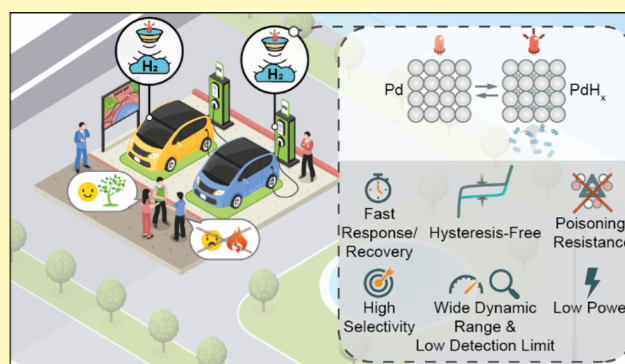 H₂
H₂
Pd
PdHₓ
Fast
Response/
Recovery
Hysteresis-Free
Poisoning
Resistance
High
Selectivity
Wide Dynamic
Range &
Low Detection Limit
Low Power